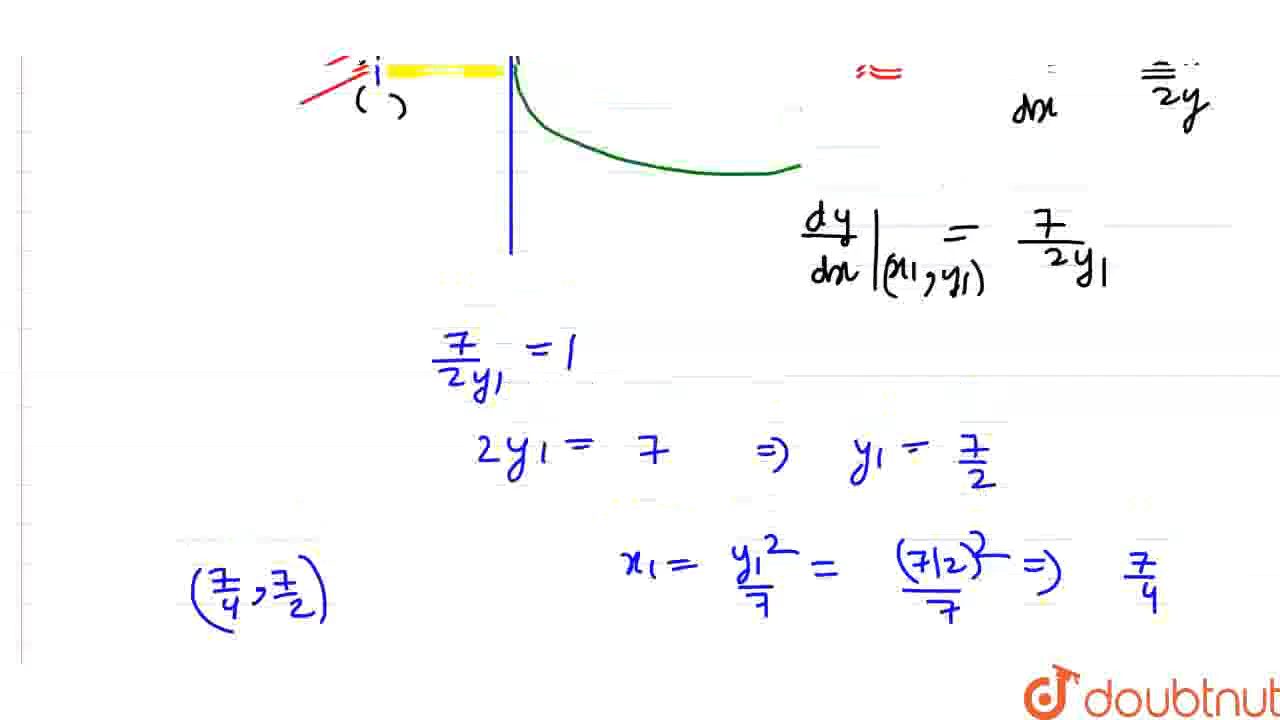 ( )
dx 2y
dy/dx|(x1,y1) = 7/2y1
7/2y1 = 1
2y1 = 7 ⇒ y1 = 7/2
x1 = y1²/7 = (7/2)²/7 ⇒ 7/4
(7/4, 7/2)
doubtnut